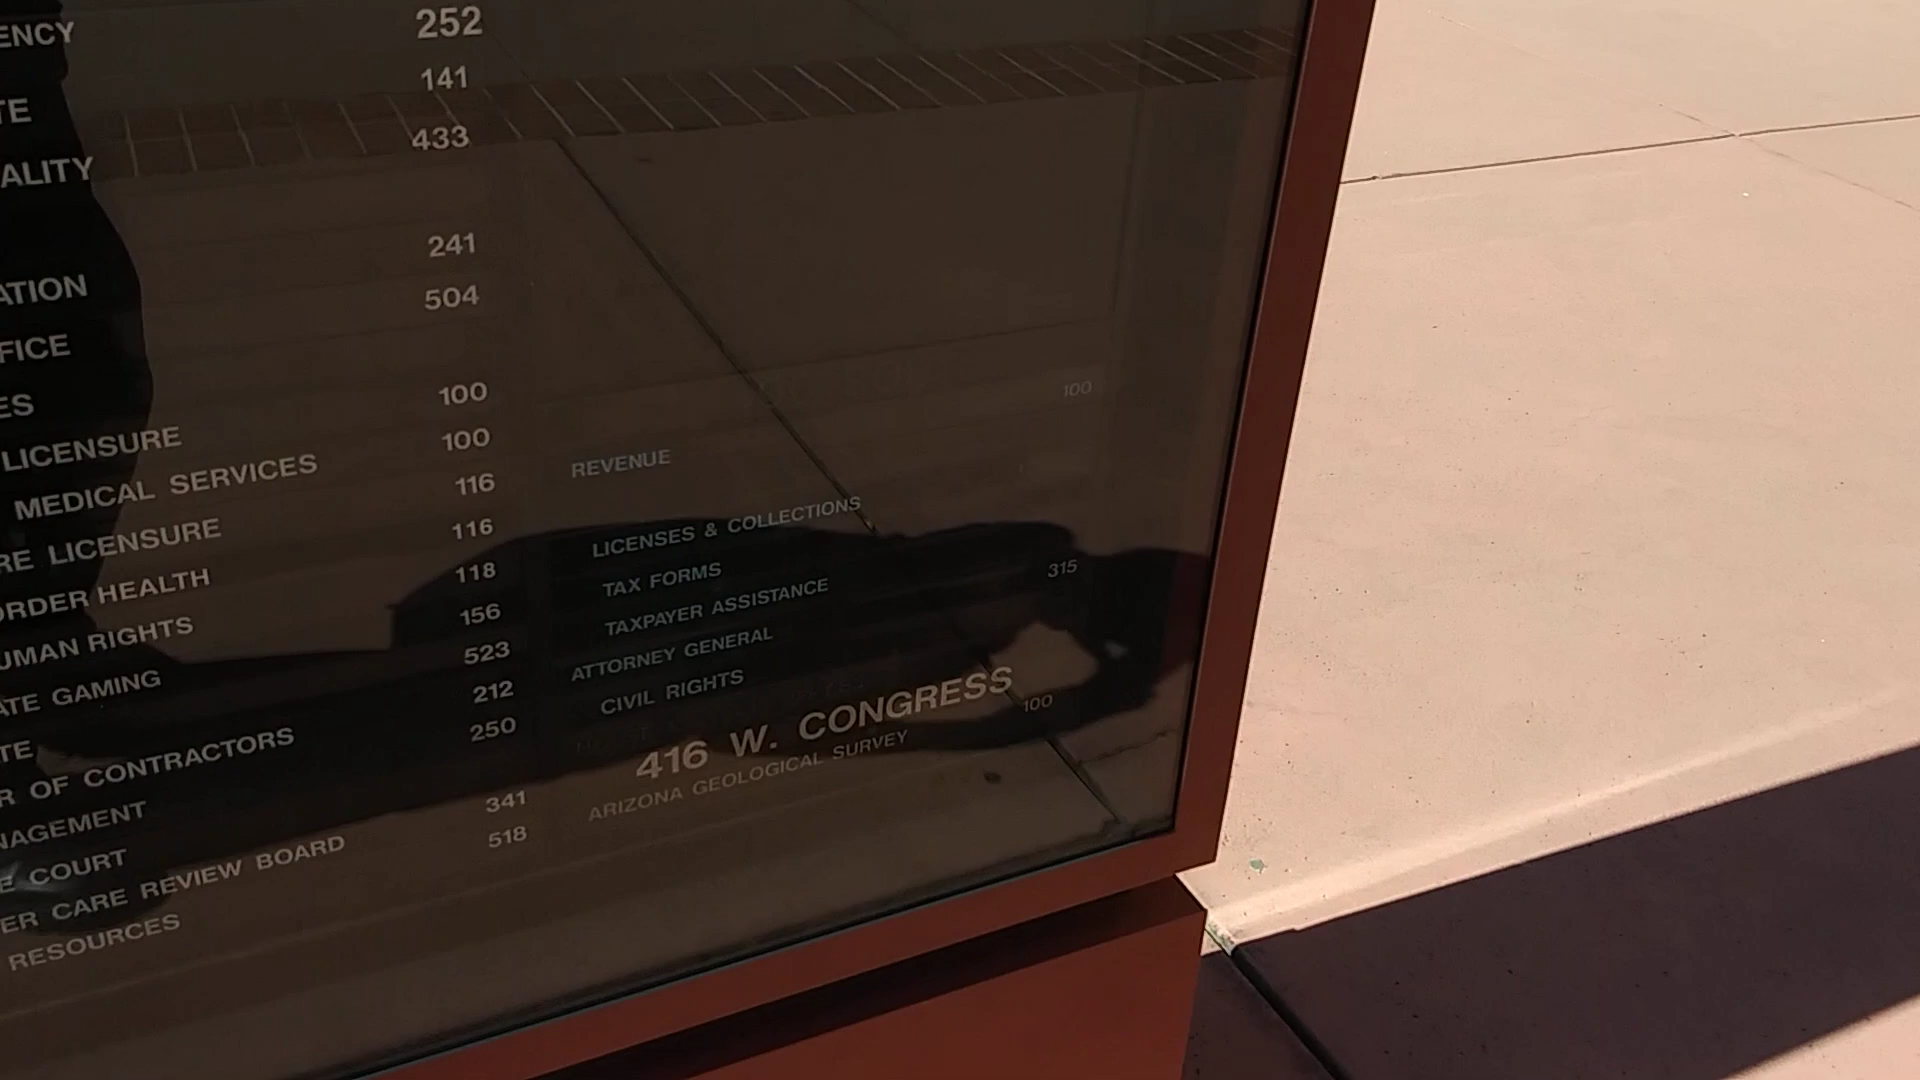 ENCY 252
TE 141
ALITY 433
ATION 241
FICE 504
ES
LICENSURE 100
MEDICAL SERVICES 100
RE LICENSURE 116
ORDER HEALTH 116
UMAN RIGHTS 118
ATE GAMING 156
TE 523
R OF CONTRACTORS 212
NAGEMENT 250
E COURT
ER CARE REVIEW BOARD 341
RESOURCES 518
100
REVENUE
LICENSES & COLLECTIONS
TAX FORMS
TAXPAYER ASSISTANCE
ATTORNEY GENERAL 315
CIVIL RIGHTS
416 W. CONGRESS
ARIZONA GEOLOGICAL SURVEY 100